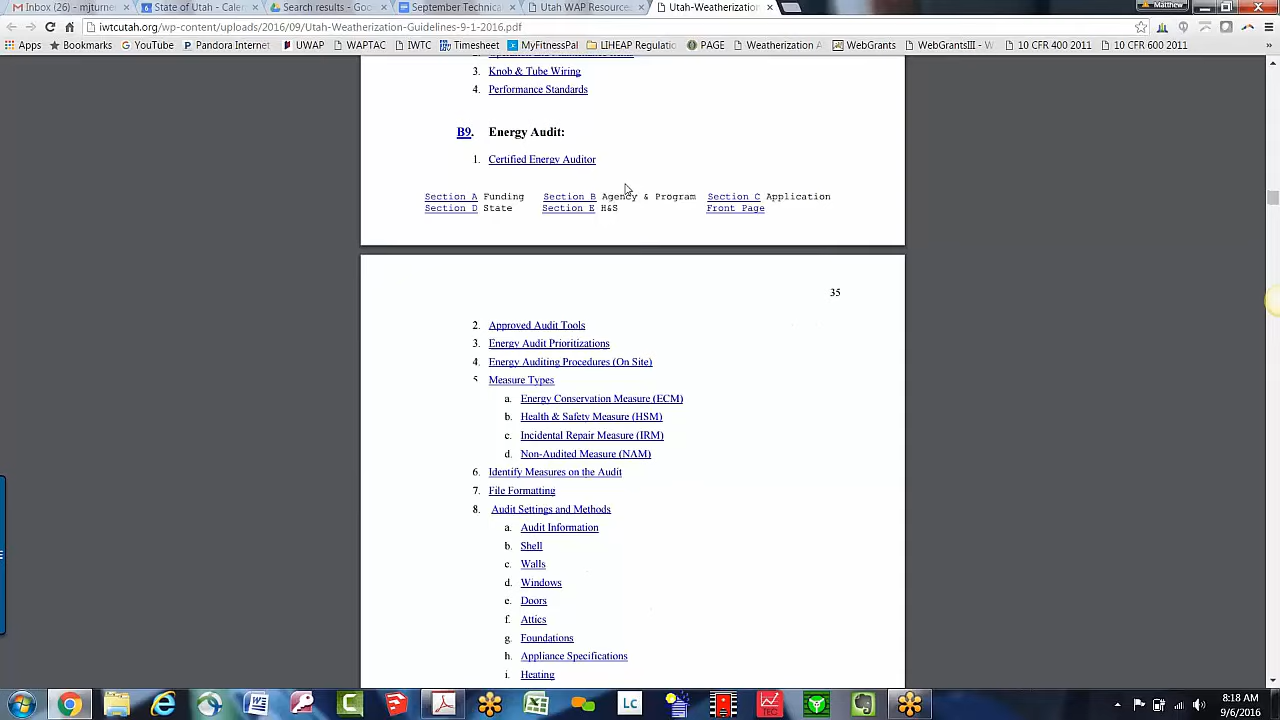 Inbox (26) - mjturner
State of Utah - Calen
Search results - Goo
September Technic
Utah WAP Resources
Utah-Weatherization
Matthew
iwtcutah.org/wp-content/uploads/2016/09/Utah-Weatherization-Guidelines-9-1-2016.pdf
Apps Bookmarks G YouTube Pandora Internet UWAP WAPTAC IWTC Timesheet MyFitnessPal LIHEAP Regulatio PAGE Weatherization A WebGrants WebGrantsIII - W 10 CFR 400 2011 10 CFR 600 2011 »
3. Knob & Tube Wiring
4. Performance Standards
B9. Energy Audit:
1. Certified Energy Auditor
Section A Funding Section B Agency & Program Section C Application
Section D State Section E H&S Front Page
35
2. Approved Audit Tools
3. Energy Audit Prioritizations
4. Energy Auditing Procedures (On Site)
5. Measure Types
a. Energy Conservation Measure (ECM)
b. Health & Safety Measure (HSM)
c. Incidental Repair Measure (IRM)
d. Non-Audited Measure (NAM)
6. Identify Measures on the Audit
7. File Formatting
8. Audit Settings and Methods
a. Audit Information
b. Shell
c. Walls
d. Windows
e. Doors
f. Attics
g. Foundations
h. Appliance Specifications
i. Heating
Lc
TEC
8:18 AM
9/6/2016